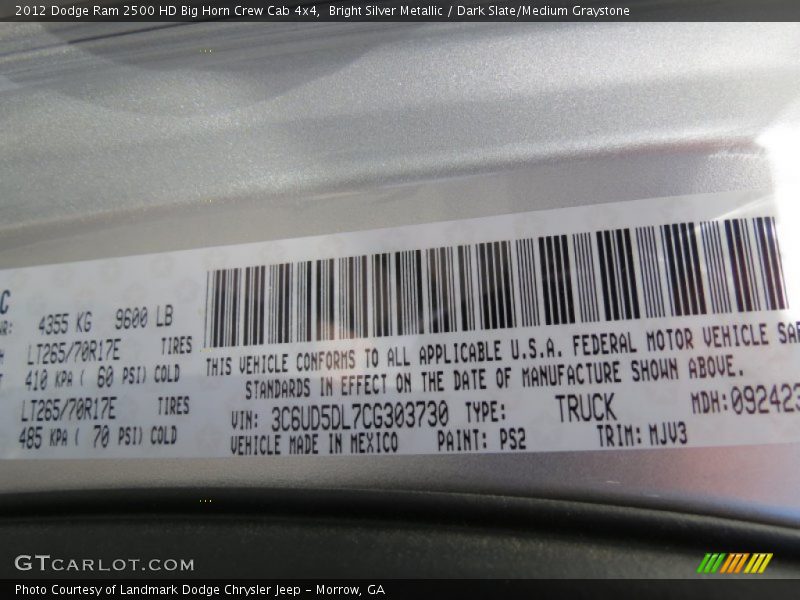 2012 Dodge Ram 2500 HD Big Horn Crew Cab 4x4, Bright Silver Metallic / Dark Slate/Medium Graystone
4355 KG 9600 LB
LT265/70R17E TIRES
410 KPA ( 60 PSI) COLD
LT265/70R17E TIRES
485 KPA ( 70 PSI) COLD
THIS VEHICLE CONFORMS TO ALL APPLICABLE U.S.A. FEDERAL MOTOR VEHICLE
STANDARDS IN EFFECT ON THE DATE OF MANUFACTURE SHOWN ABOVE.
VIN: 3C6UD5DL7CG303730 TYPE: TRUCK MDH: 092423
VEHICLE MADE IN MEXICO PAINT: PS2 TRIM: MJV3
GTCARLOT.COM
Photo Courtesy of Landmark Dodge Chrysler Jeep - Morrow, GA